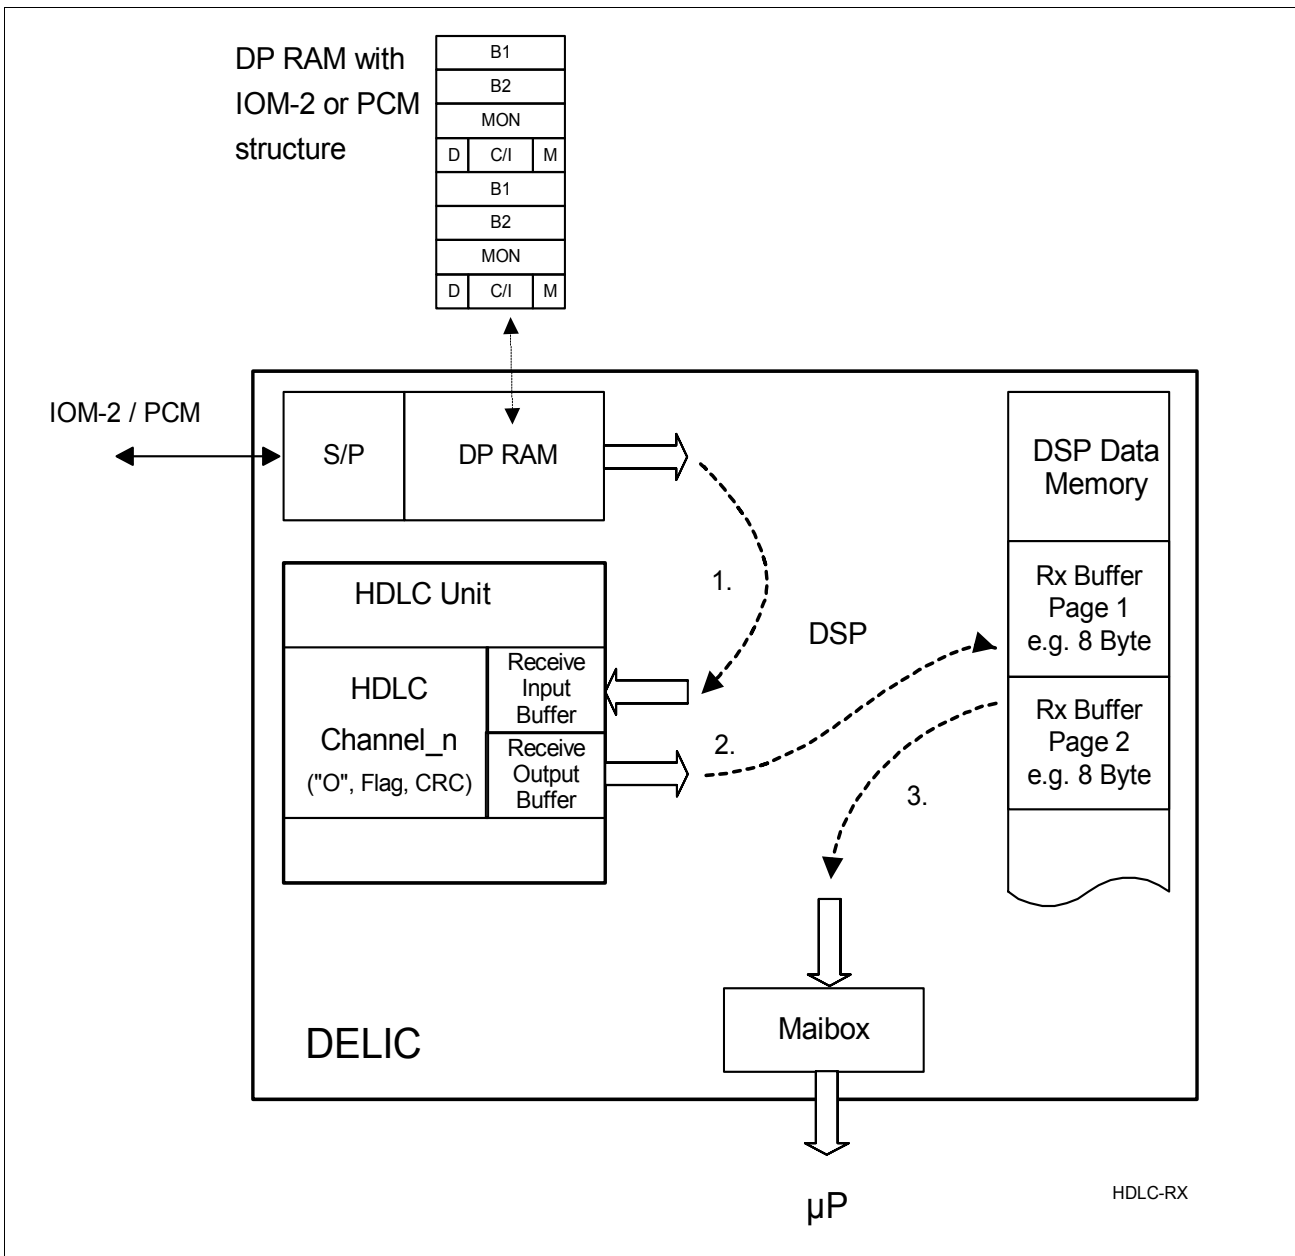 DP RAM with
IOM-2 or PCM
structure
B1
B2
MON
D C/I M
B1
B2
MON
D C/I M
IOM-2 / PCM
S/P
DP RAM
DSP Data
Memory
Rx Buffer
Page 1
e.g. 8 Byte
Rx Buffer
Page 2
e.g. 8 Byte
1.
DSP
2.
3.
HDLC Unit
HDLC
Channel_n
("O", Flag, CRC)
Receive
Input
Buffer
Receive
Output
Buffer
Maibox
DELIC
µP
HDLC-RX